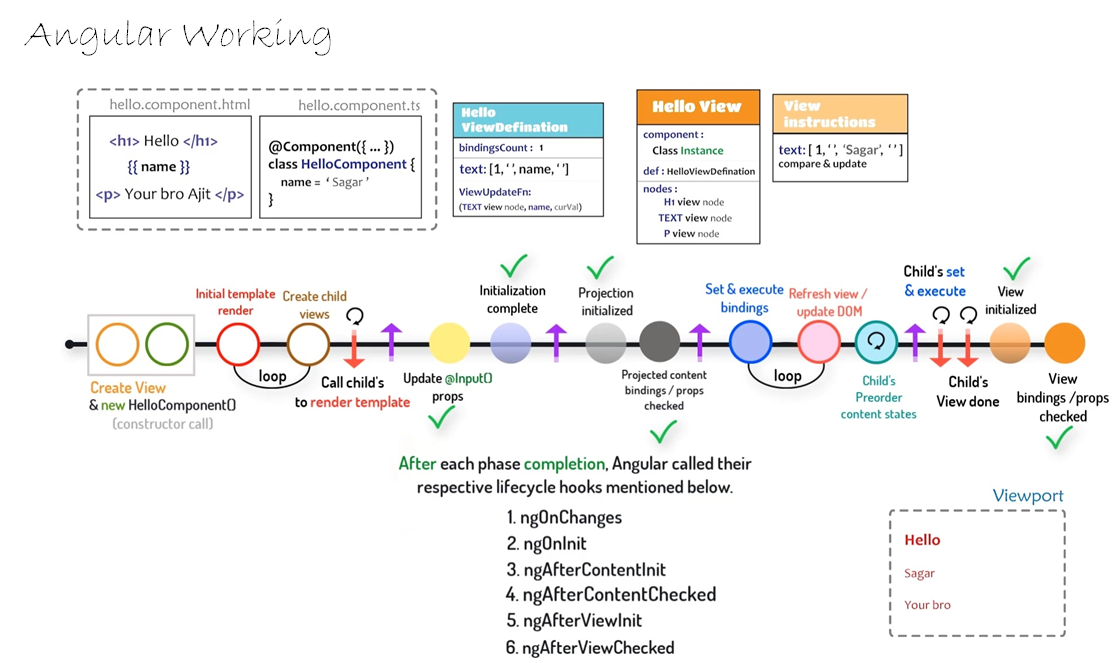 Angular Working
hello.component.html
<h1> Hello </h1>
{{ name }}
<p> Your bro Ajit </p>
hello.component.ts
@Component({ ... })
class HelloComponent {
name = ‘ Sagar ’
}
Hello
ViewDefination
bindingsCount : 1
text: [1, ‘ ’, name, ‘ ’]
ViewUpdateFn:
(TEXT view node, name, curVal)
Hello View
component :
Class Instance
def : HelloViewDefination
nodes :
H1 view node
TEXT view node
P view node
View
instructions
text: [ 1, ‘ ’, ‘Sagar’, ‘ ’ ]
compare & update
Create View
& new HelloComponent()
(constructor call)
Initial template
render
loop
Create child
views
Call child's
to render template
Update @Input()
props
Initialization
complete
Projection
initialized
Projected content
bindings / props
checked
Set & execute
bindings
loop
Refresh view /
update DOM
Child's
Preorder
content states
Child's set
& execute
Child's
View done
View
initialized
View
bindings /props
checked
After each phase completion, Angular called their
respective lifecycle hooks mentioned below.
1. ngOnChanges
2. ngOnInit
3. ngAfterContentInit
4. ngAfterContentChecked
5. ngAfterViewInit
6. ngAfterViewChecked
Viewport
Hello
Sagar
Your bro